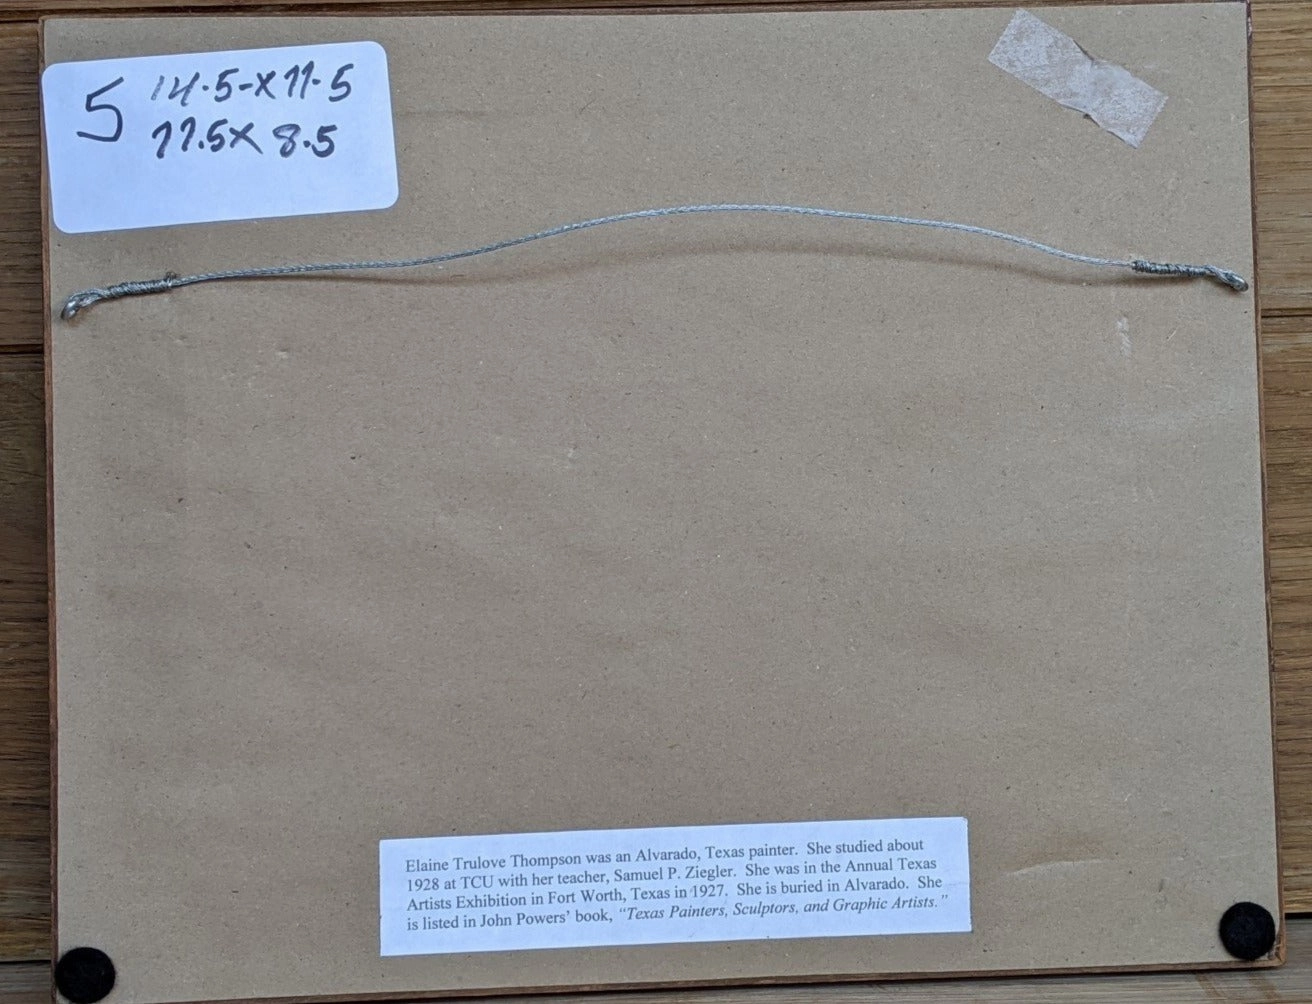 5 14.5-X11.5
11.5X 8.5
Elaine Trulove Thompson was an Alvarado, Texas painter. She studied about
1928 at TCU with her teacher, Samuel P. Ziegler. She was in the Annual Texas
Artists Exhibition in Fort Worth, Texas in 1927. She is buried in Alvarado. She
is listed in John Powers' book, “Texas Painters, Sculptors, and Graphic Artists.”